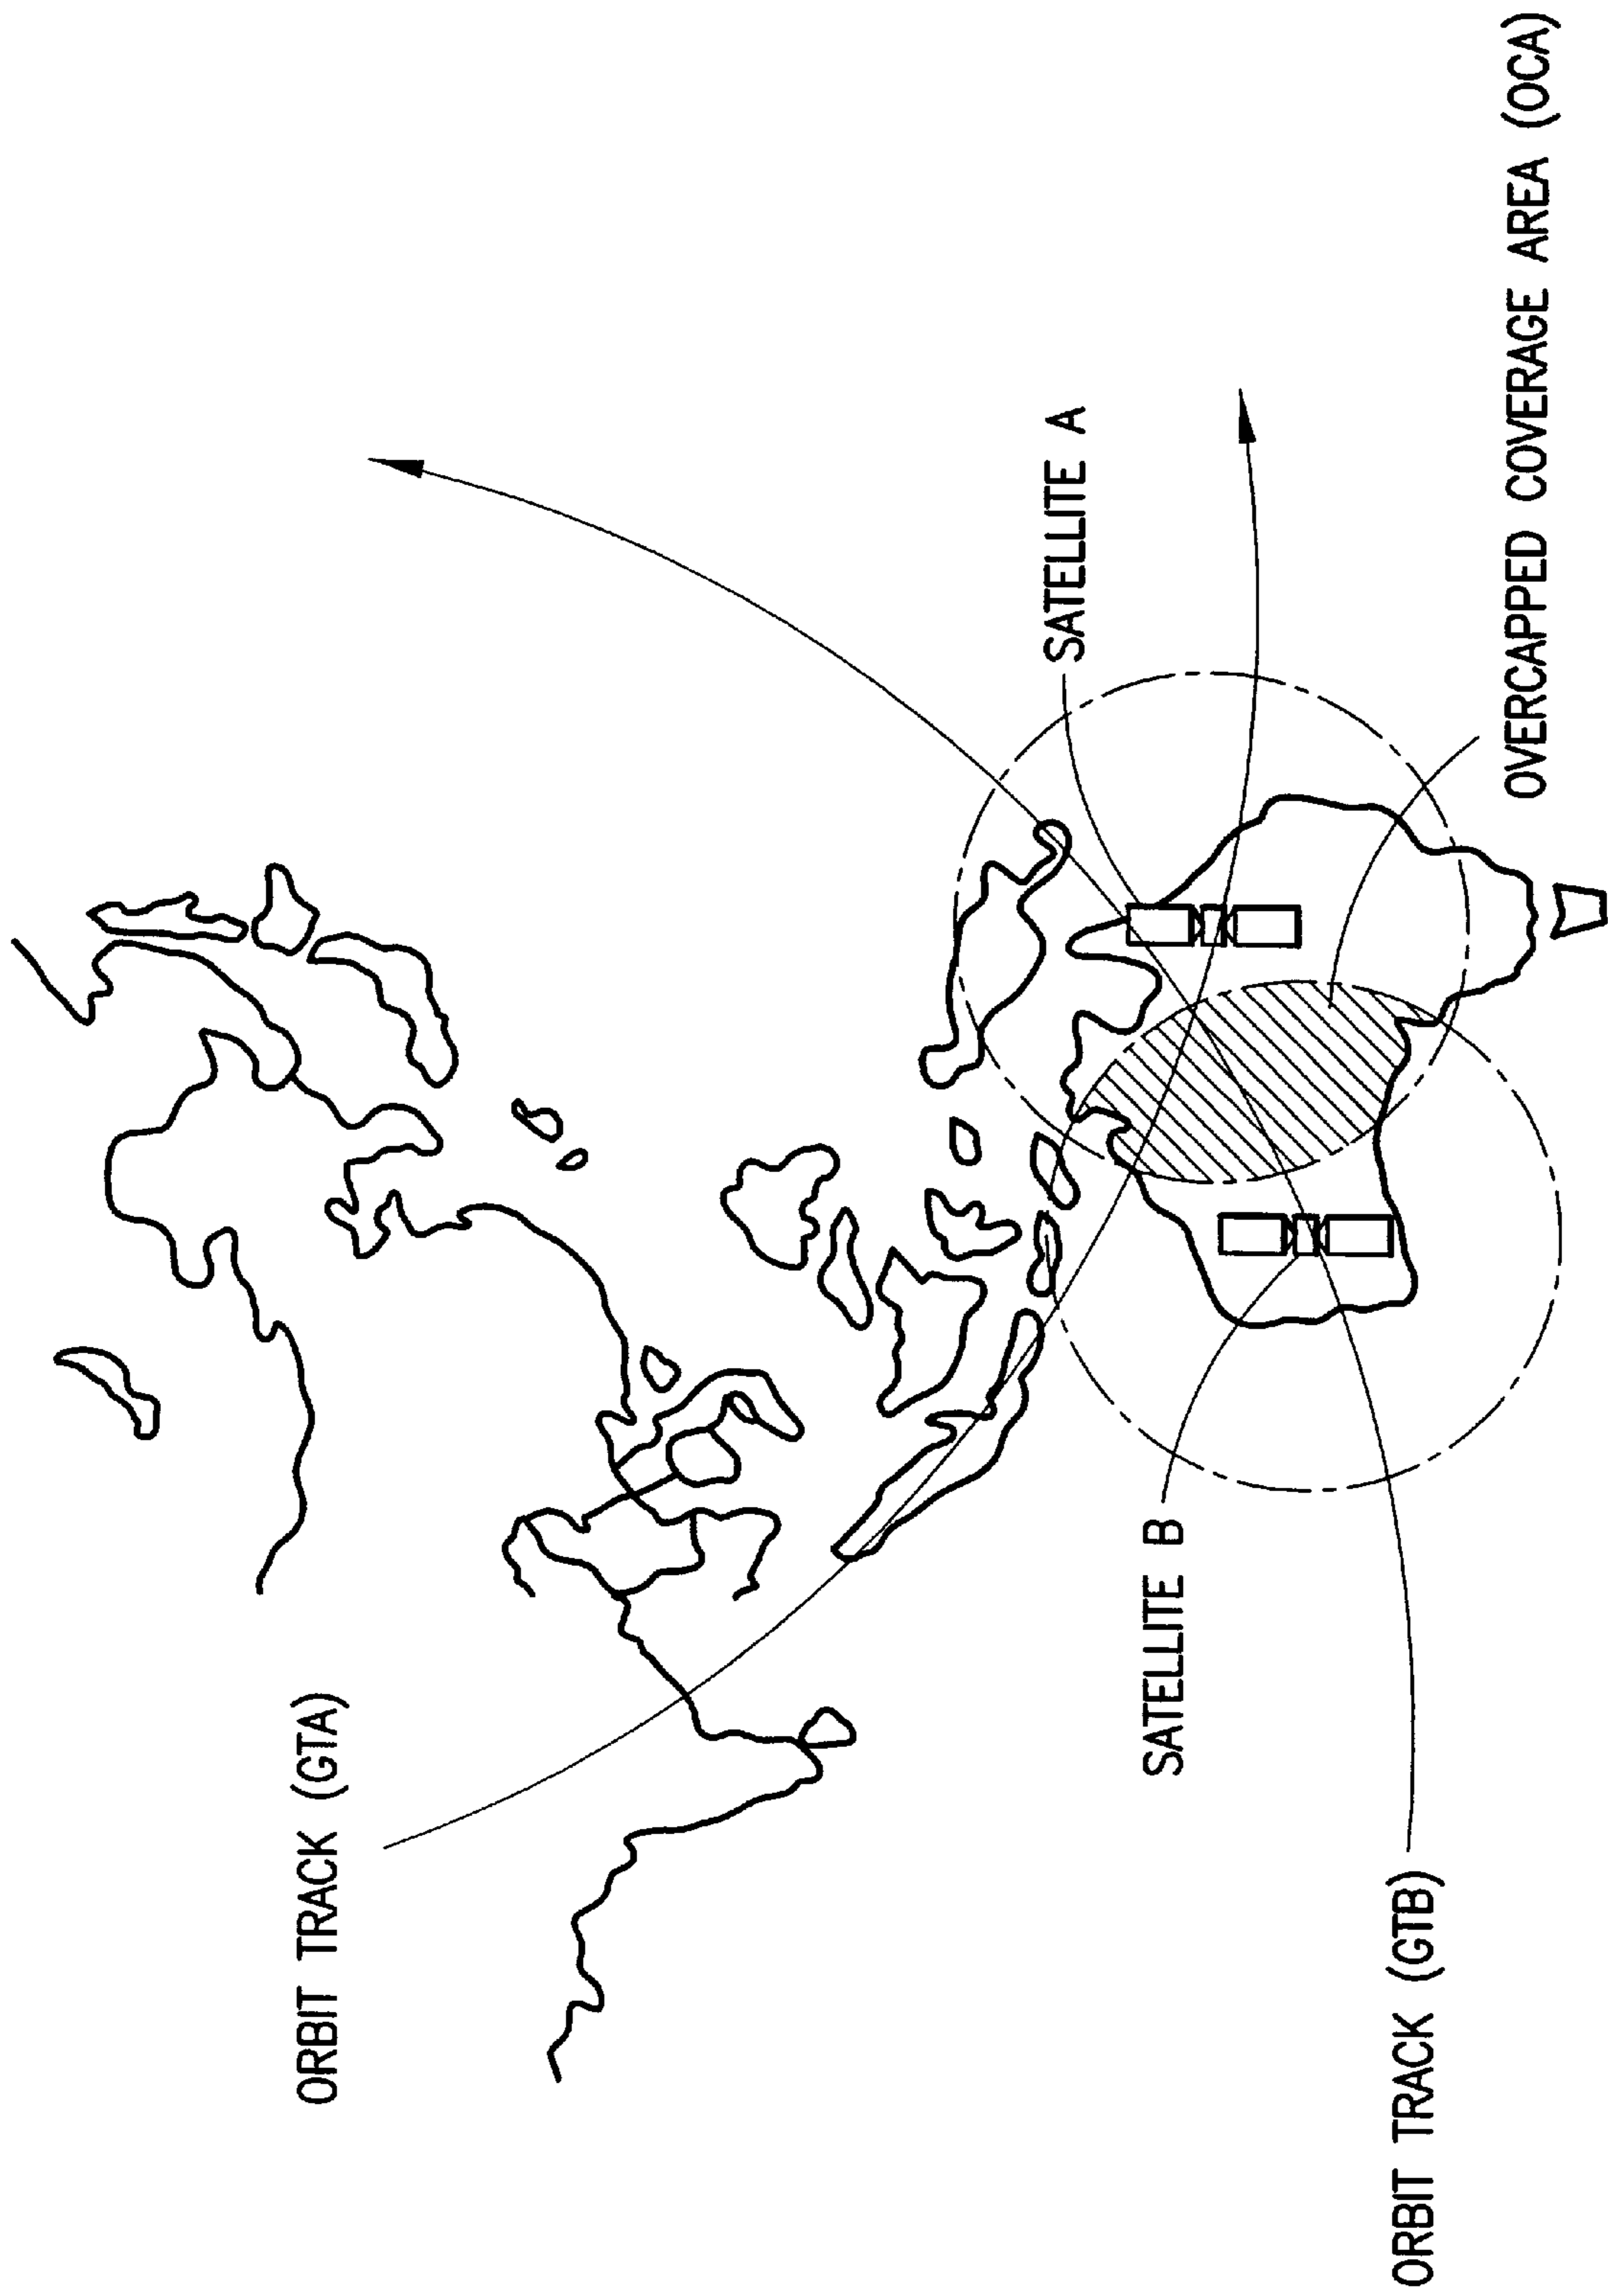 ORBIT TRACK (GTA)
SATELLITE A
SATELLITE B
ORBIT TRACK (GTB)
OVERCAPPED COVERAGE AREA (OCA)